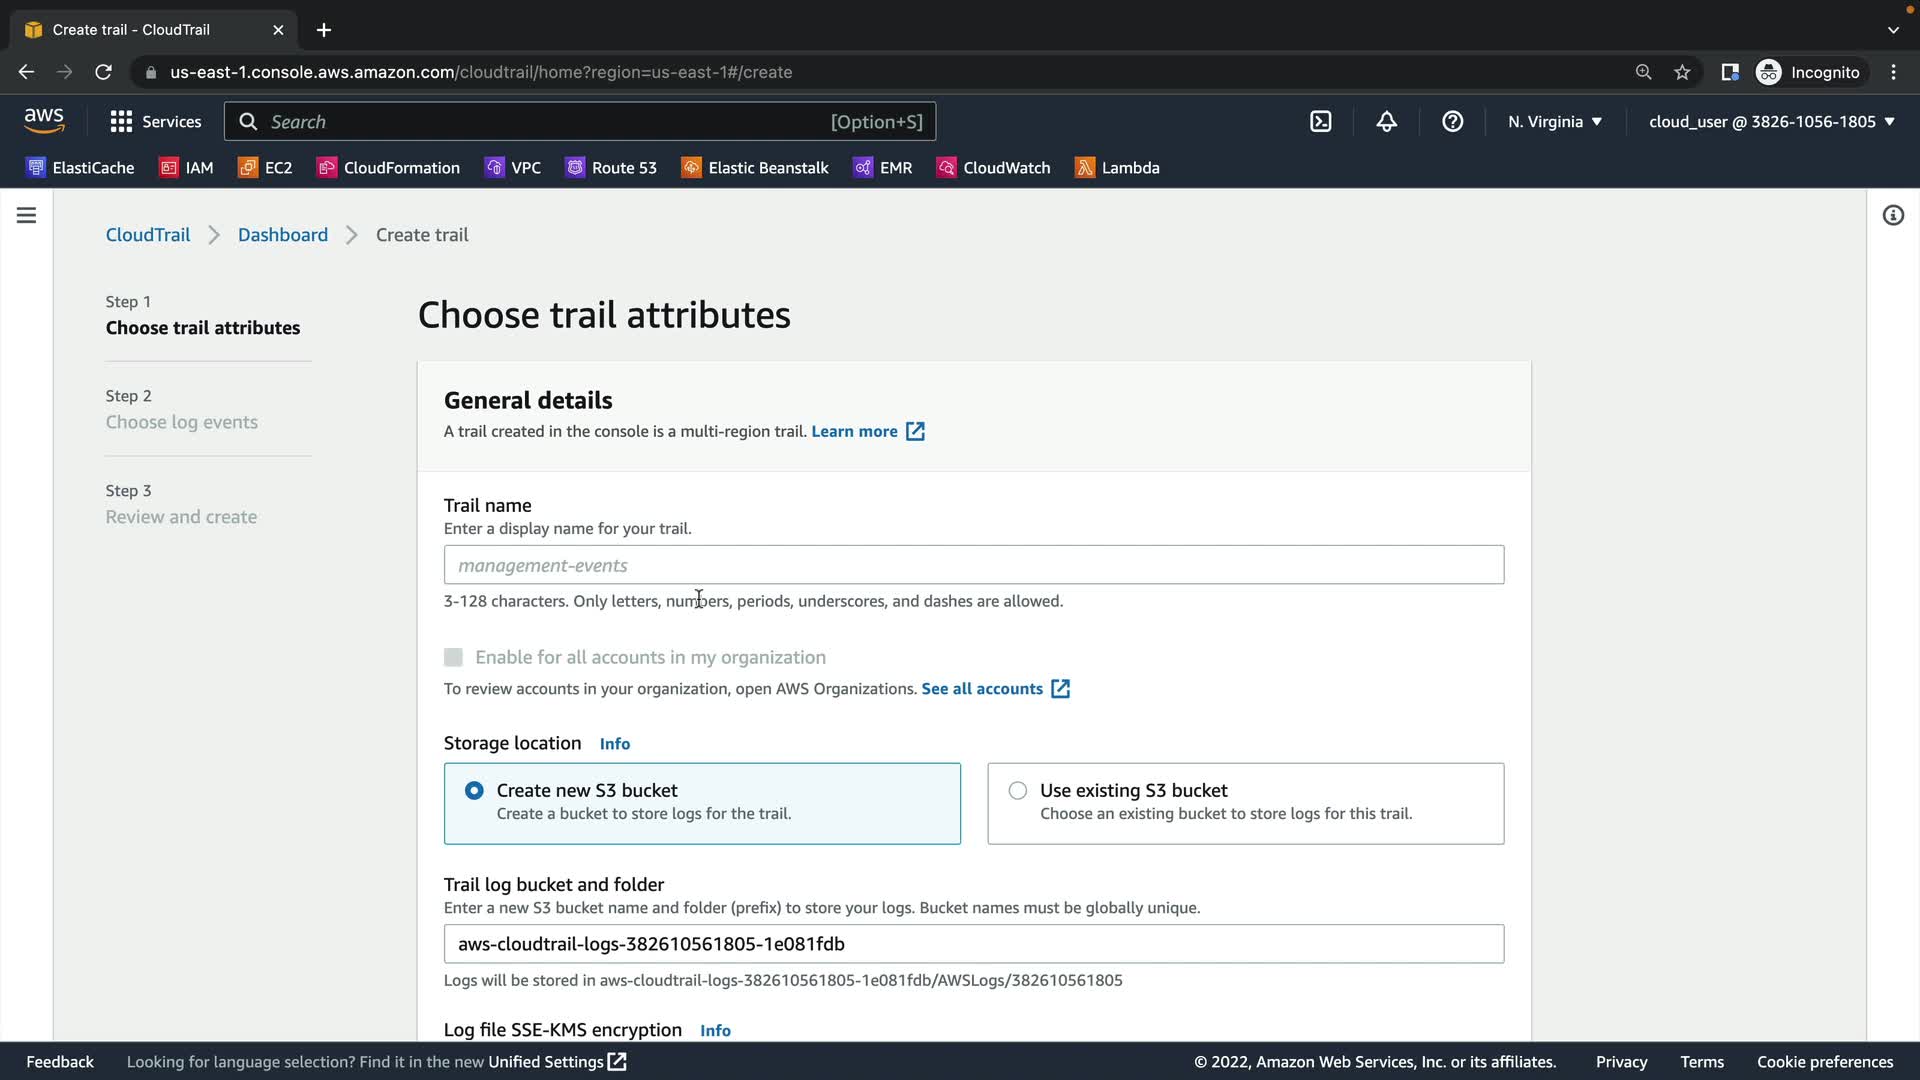 Create trail - CloudTrail
us-east-1.console.aws.amazon.com/cloudtrail/home?region=us-east-1#/create
Incognito
aws
Services
Search
[Option+S]
N. Virginia
cloud_user @ 3826-1056-1805
ElastiCache
IAM
EC2
CloudFormation
VPC
Route 53
Elastic Beanstalk
EMR
CloudWatch
Lambda
CloudTrail
Dashboard
Create trail
Step 1
Choose trail attributes
Step 2
Choose log events
Step 3
Review and create
Choose trail attributes
General details
A trail created in the console is a multi-region trail. Learn more
Trail name
Enter a display name for your trail.
management-events
3-128 characters. Only letters, numbers, periods, underscores, and dashes are allowed.
Enable for all accounts in my organization
To review accounts in your organization, open AWS Organizations. See all accounts
Storage location Info
Create new S3 bucket
Create a bucket to store logs for the trail.
Use existing S3 bucket
Choose an existing bucket to store logs for this trail.
Trail log bucket and folder
Enter a new S3 bucket name and folder (prefix) to store your logs. Bucket names must be globally unique.
aws-cloudtrail-logs-382610561805-1e081fdb
Logs will be stored in aws-cloudtrail-logs-382610561805-1e081fdb/AWSLogs/382610561805
Log file SSE-KMS encryption Info
Feedback
Looking for language selection? Find it in the new Unified Settings
© 2022, Amazon Web Services, Inc. or its affiliates.
Privacy
Terms
Cookie preferences